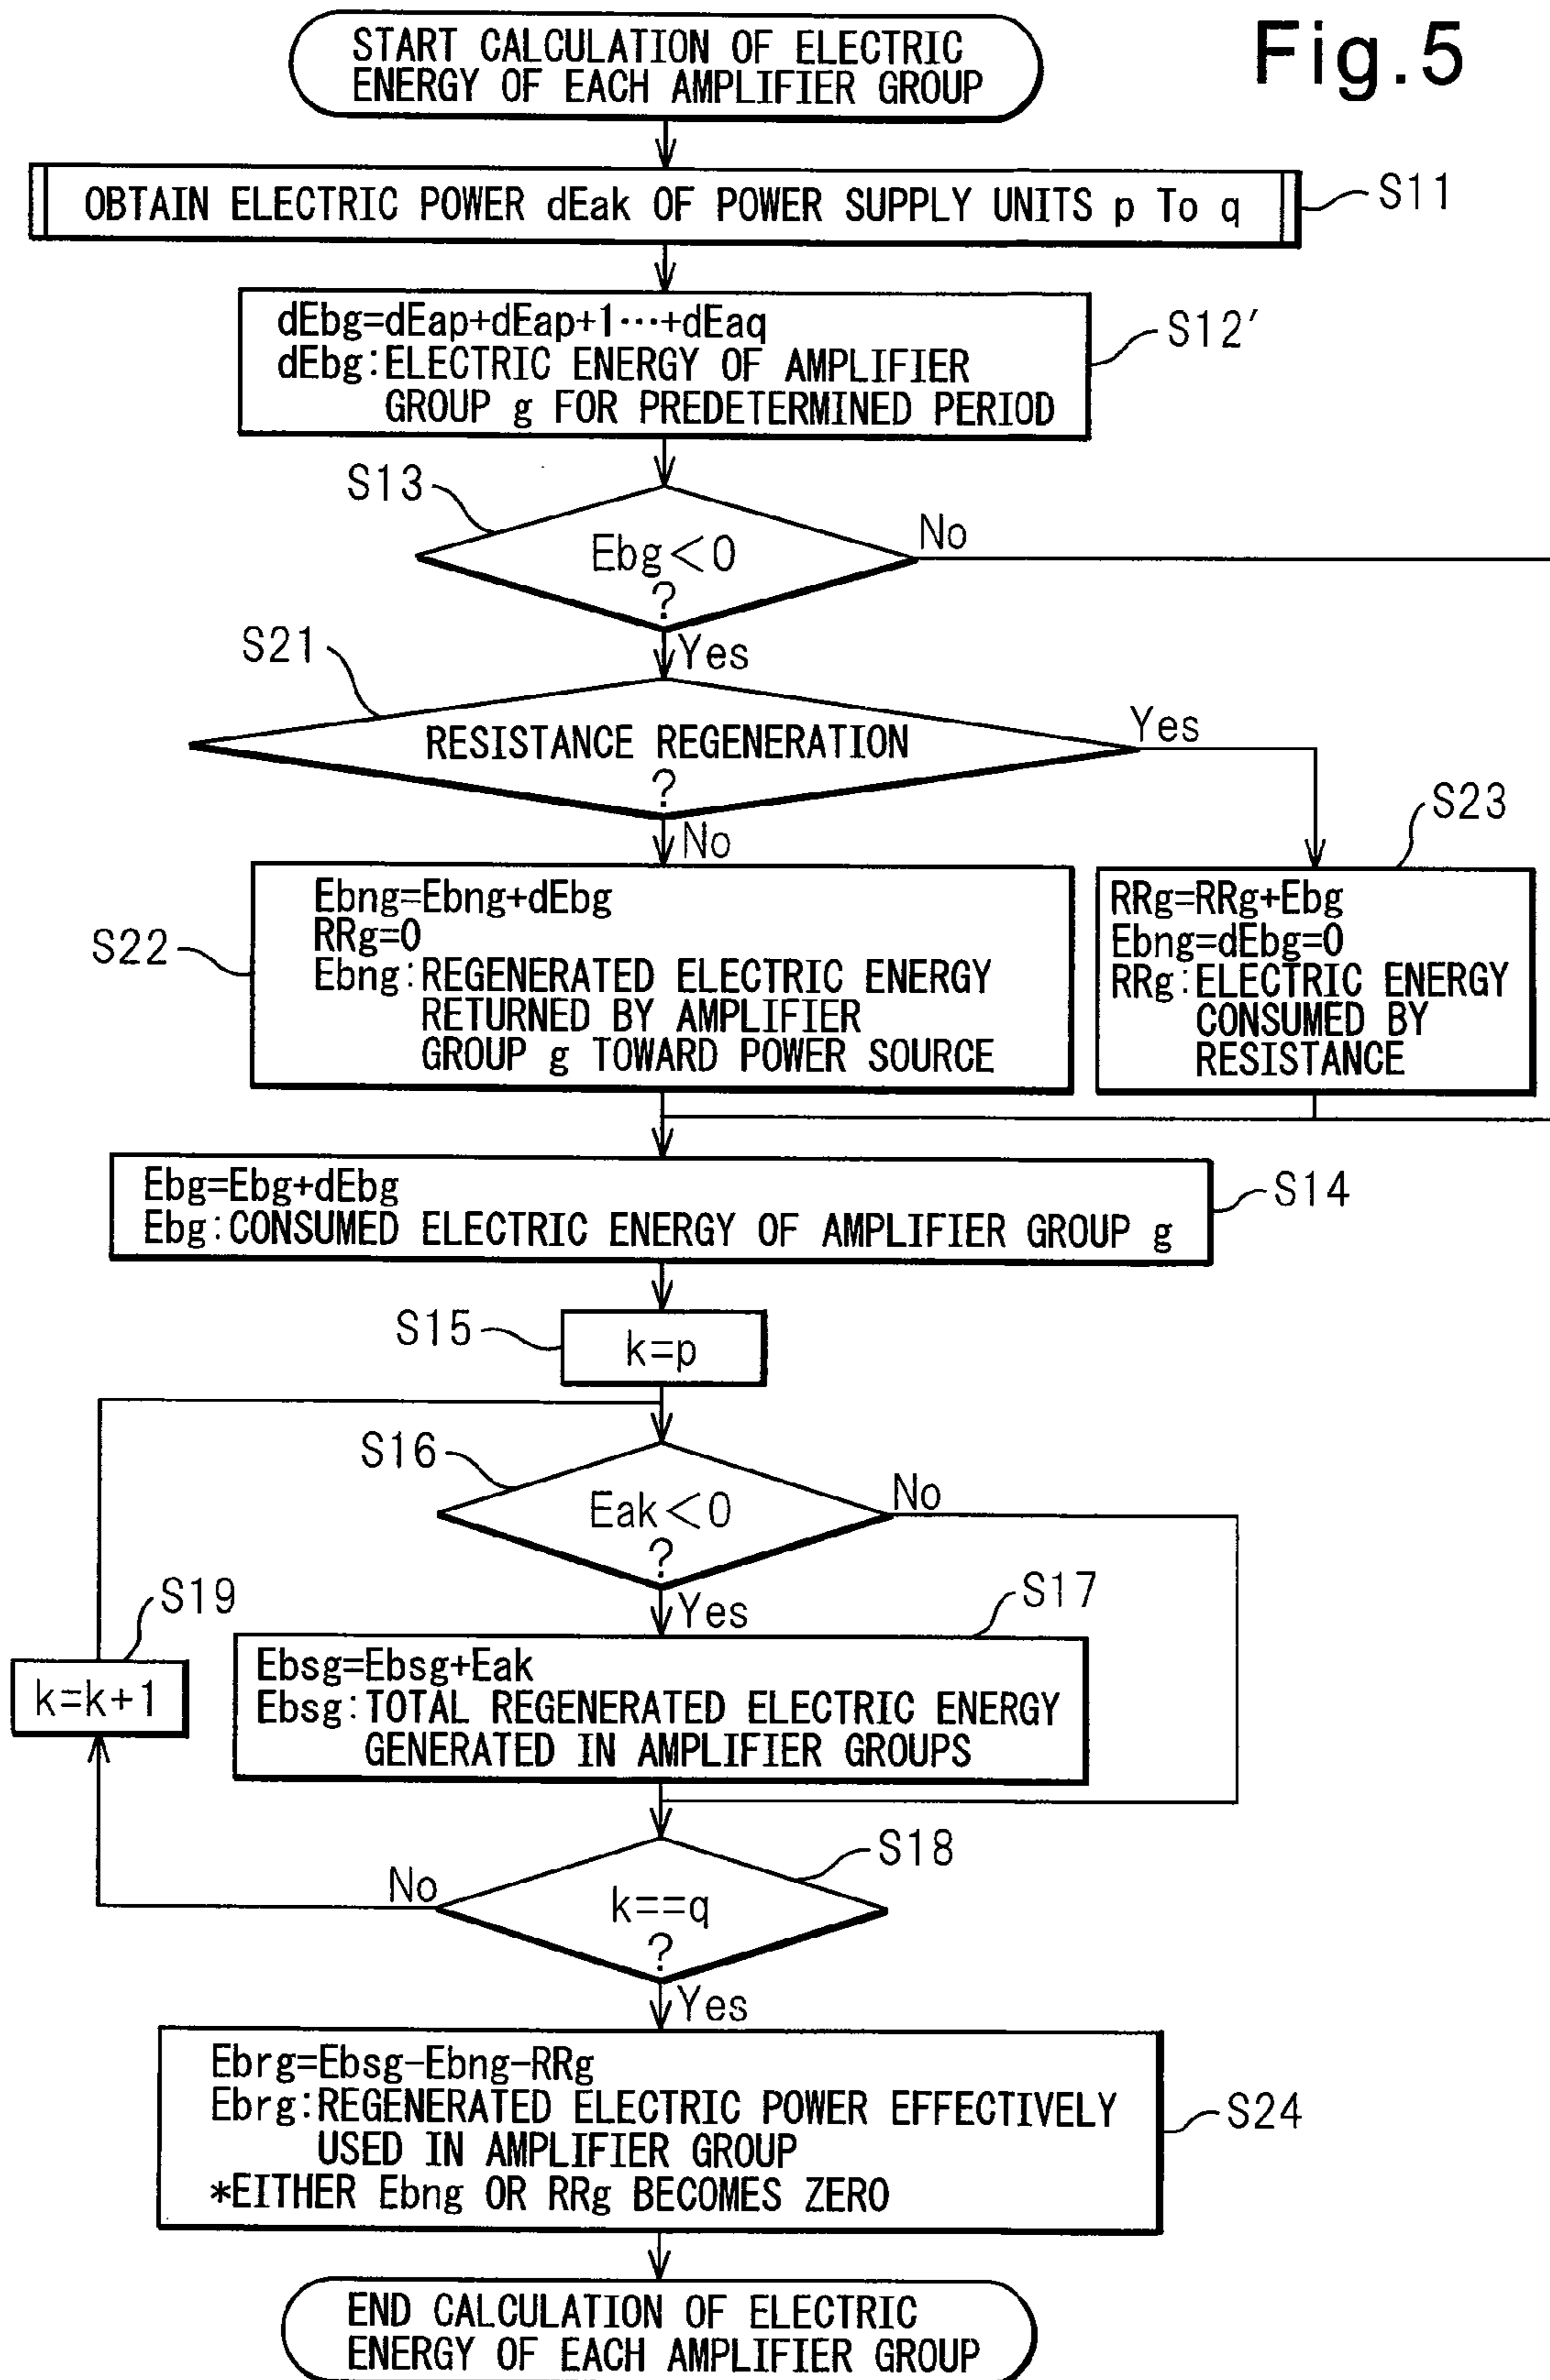 Fig.5
START CALCULATION OF ELECTRIC
ENERGY OF EACH AMPLIFIER GROUP
OBTAIN ELECTRIC POWER dEak OF POWER SUPPLY UNITS p To q
S11
dEbg=dEap+dEap+1···+dEaq
dEbg:ELECTRIC ENERGY OF AMPLIFIER
GROUP g FOR PREDETERMINED PERIOD
S12'
S13
Ebg<0
?
No
Yes
S21
RESISTANCE REGENERATION
?
Yes
No
S22
Ebng=Ebng+dEbg
RRg=0
Ebng:REGENERATED ELECTRIC ENERGY
RETURNED BY AMPLIFIER
GROUP g TOWARD POWER SOURCE
S23
RRg=RRg+Ebg
Ebng=dEbg=0
RRg:ELECTRIC ENERGY
CONSUMED BY
RESISTANCE
Ebg=Ebg+dEbg
Ebg:CONSUMED ELECTRIC ENERGY OF AMPLIFIER GROUP g
S14
S15
k=p
S16
Eak<0
?
No
Yes
S19
k=k+1
S17
Ebsg=Ebsg+Eak
Ebsg:TOTAL REGENERATED ELECTRIC ENERGY
GENERATED IN AMPLIFIER GROUPS
S18
k==q
?
No
Yes
Ebrg=Ebsg-Ebng-RRg
Ebrg:REGENERATED ELECTRIC POWER EFFECTIVELY
USED IN AMPLIFIER GROUP
*EITHER Ebng OR RRg BECOMES ZERO
S24
END CALCULATION OF ELECTRIC
ENERGY OF EACH AMPLIFIER GROUP